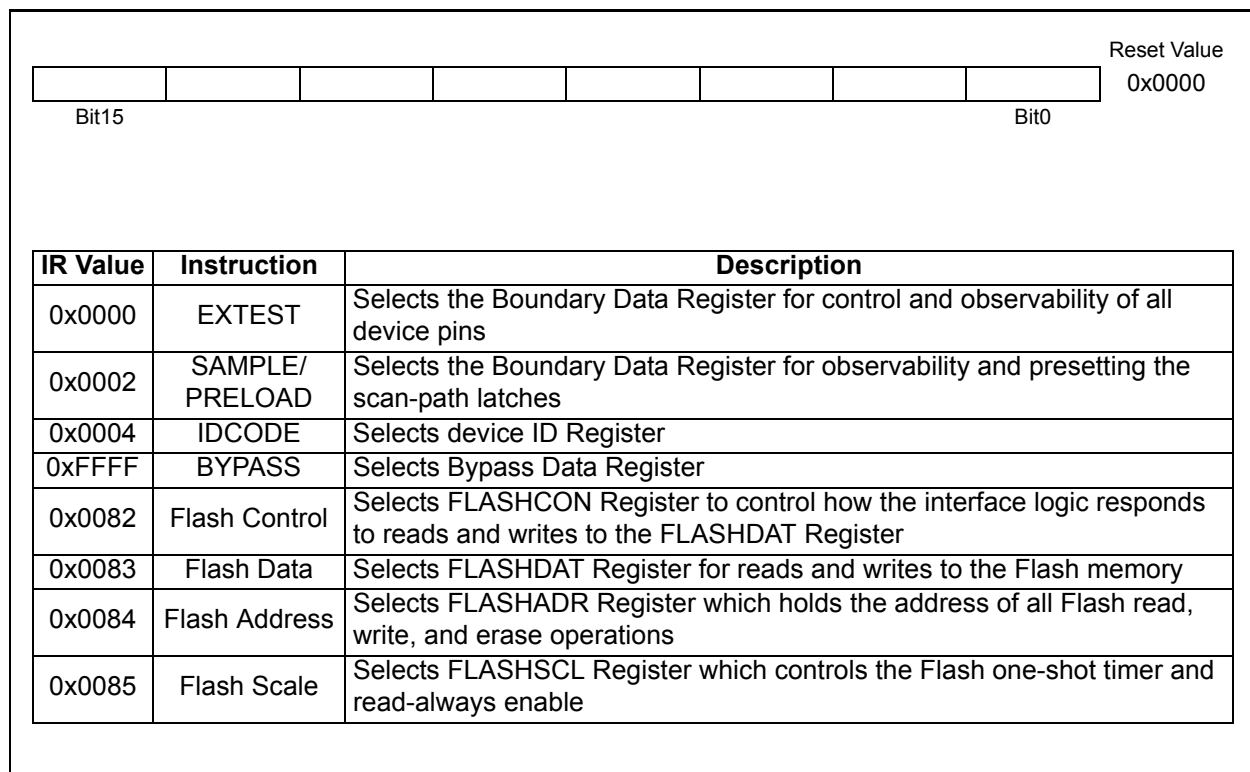 Reset Value
0x0000
Bit15 Bit0
IR Value Instruction Description
0x0000 EXTEST Selects the Boundary Data Register for control and observability of all
device pins
0x0002 SAMPLE/
PRELOAD Selects the Boundary Data Register for observability and presetting the
scan-path latches
0x0004 IDCODE Selects device ID Register
0xFFFF BYPASS Selects Bypass Data Register
0x0082 Flash Control Selects FLASHCON Register to control how the interface logic responds
to reads and writes to the FLASHDAT Register
0x0083 Flash Data Selects FLASHDAT Register for reads and writes to the Flash memory
0x0084 Flash Address Selects FLASHADR Register which holds the address of all Flash read,
write, and erase operations
0x0085 Flash Scale Selects FLASHSCL Register which controls the Flash one-shot timer and
read-always enable